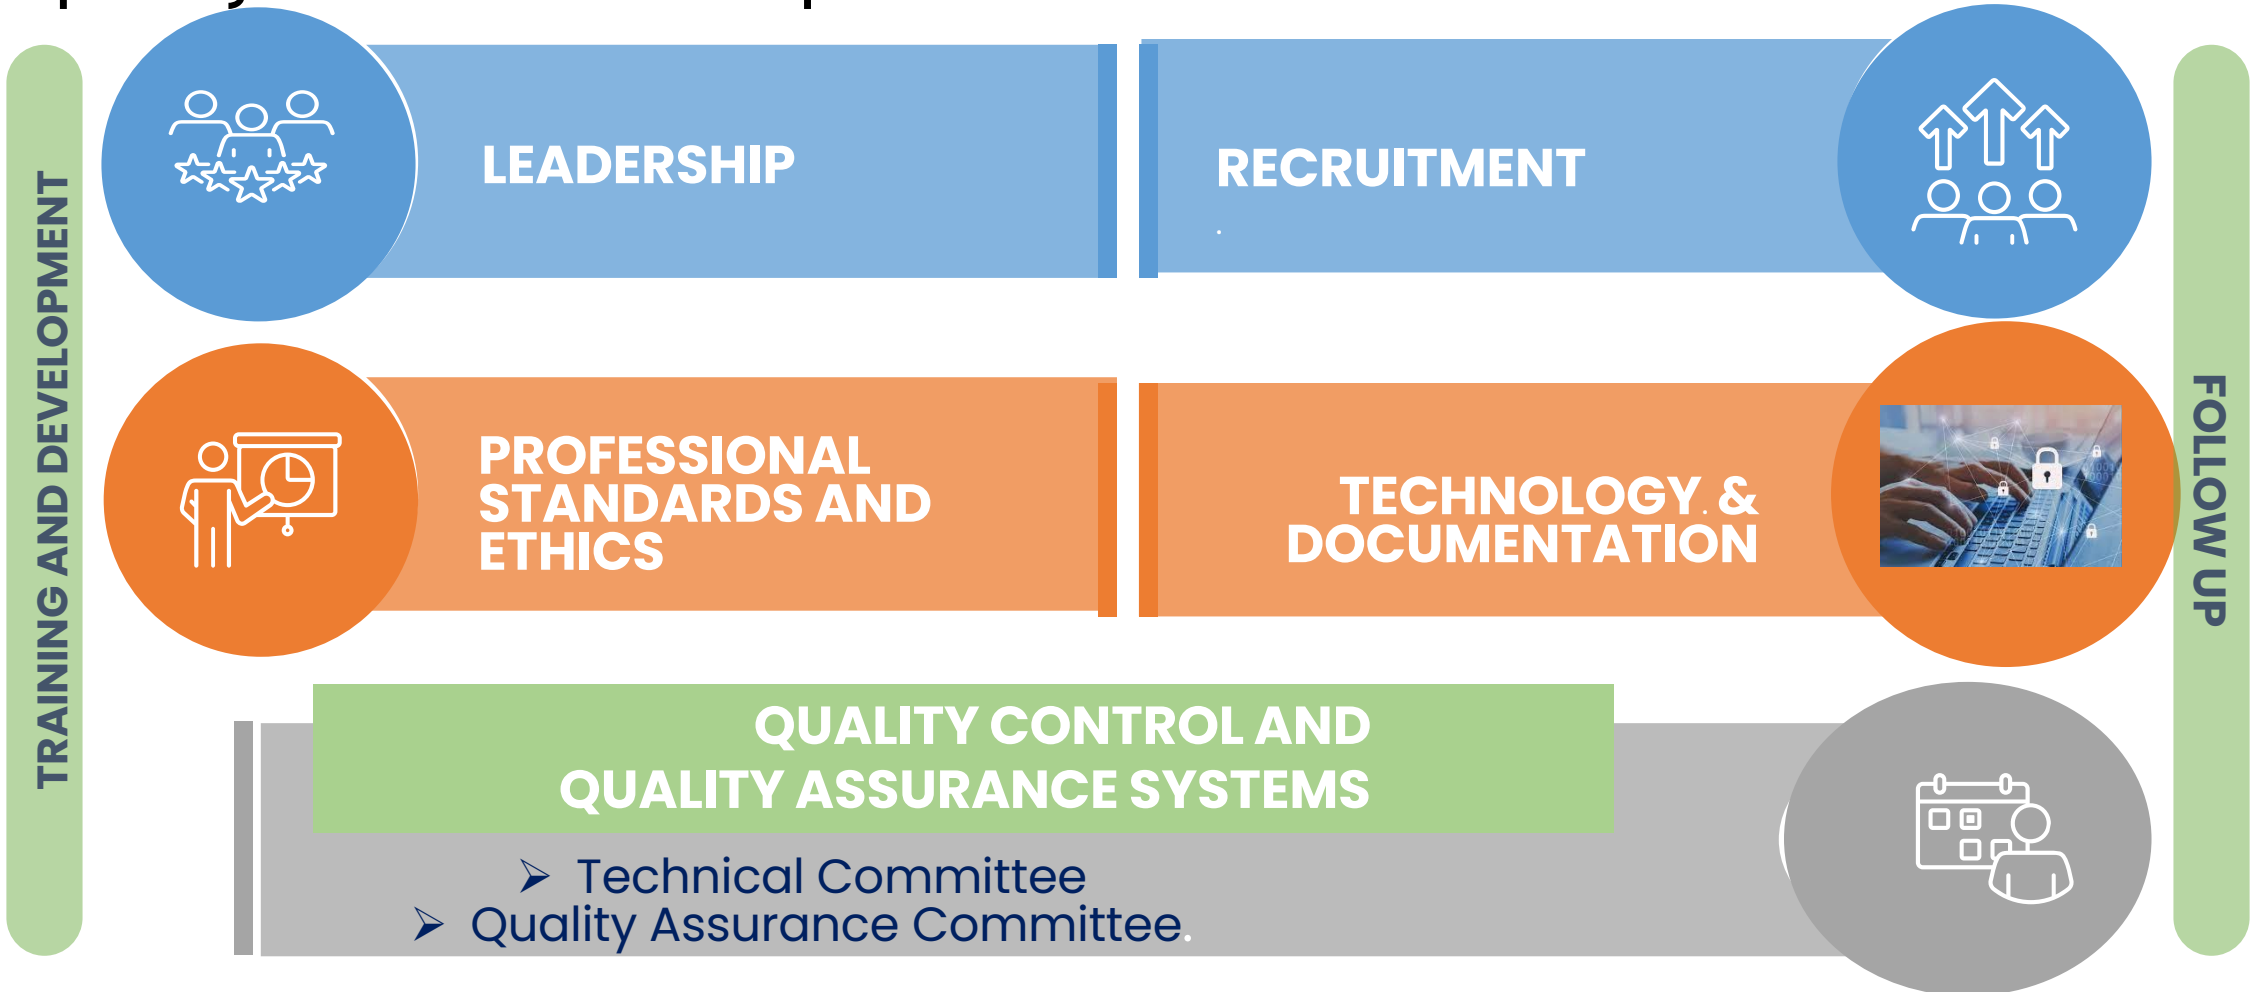 TRAINING AND DEVELOPMENT
LEADERSHIP
RECRUITMENT
.
PROFESSIONAL
STANDARDS AND
ETHICS
TECHNOLOGY. &
DOCUMENTATION
QUALITY CONTROL AND
QUALITY ASSURANCE SYSTEMS
➢ Technical Committee
➢ Quality Assurance Committee.
FOLLOW UP